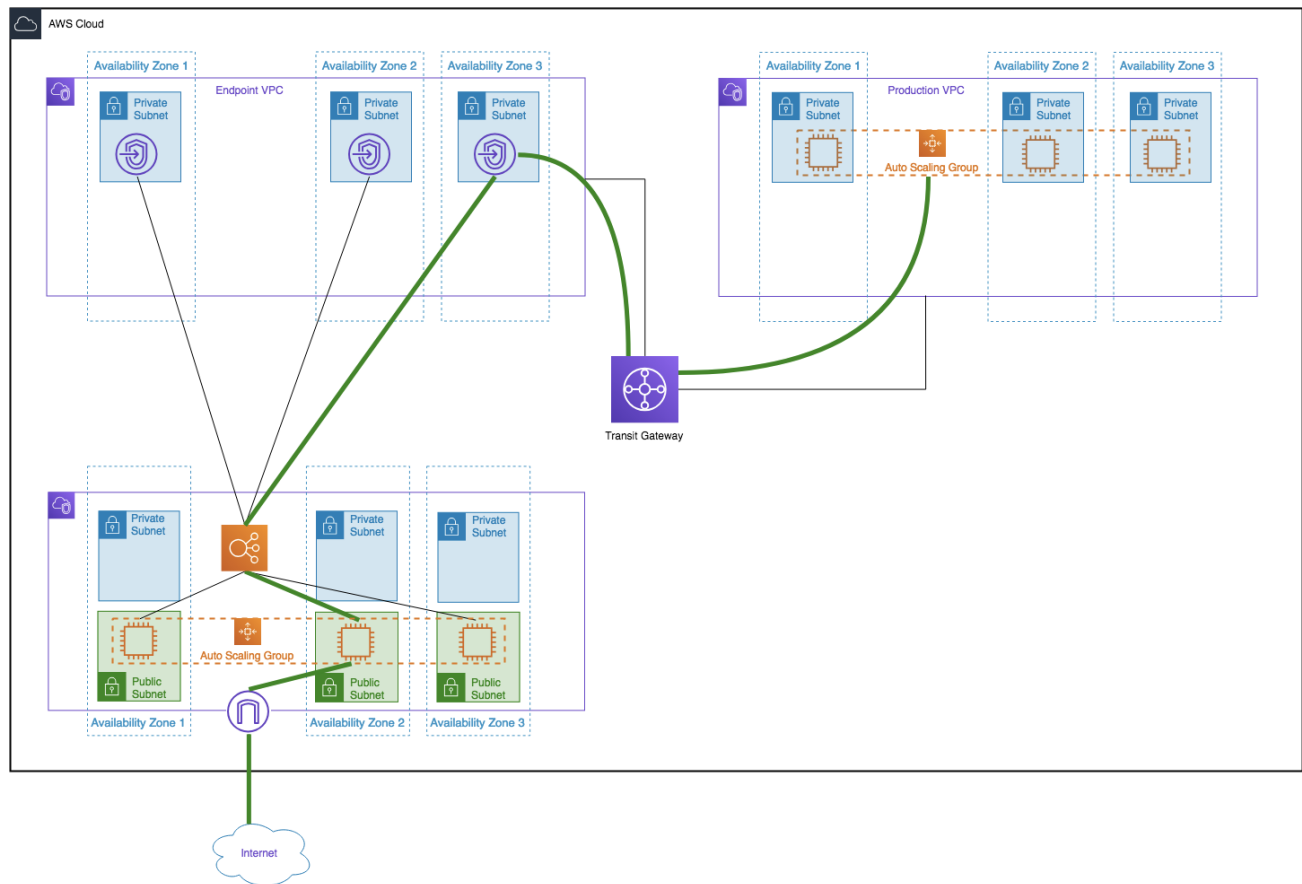 AWS Cloud
Availability Zone 1
Availability Zone 2
Availability Zone 3
Endpoint VPC
Private
Subnet
Private
Subnet
Private
Subnet
Availability Zone 1
Availability Zone 2
Availability Zone 3
Production VPC
Private
Subnet
Private
Subnet
Private
Subnet
Auto Scaling Group
Transit Gateway
Private
Subnet
Private
Subnet
Private
Subnet
Auto Scaling Group
Public
Subnet
Public
Subnet
Public
Subnet
Availability Zone 1
Availability Zone 2
Availability Zone 3
Internet